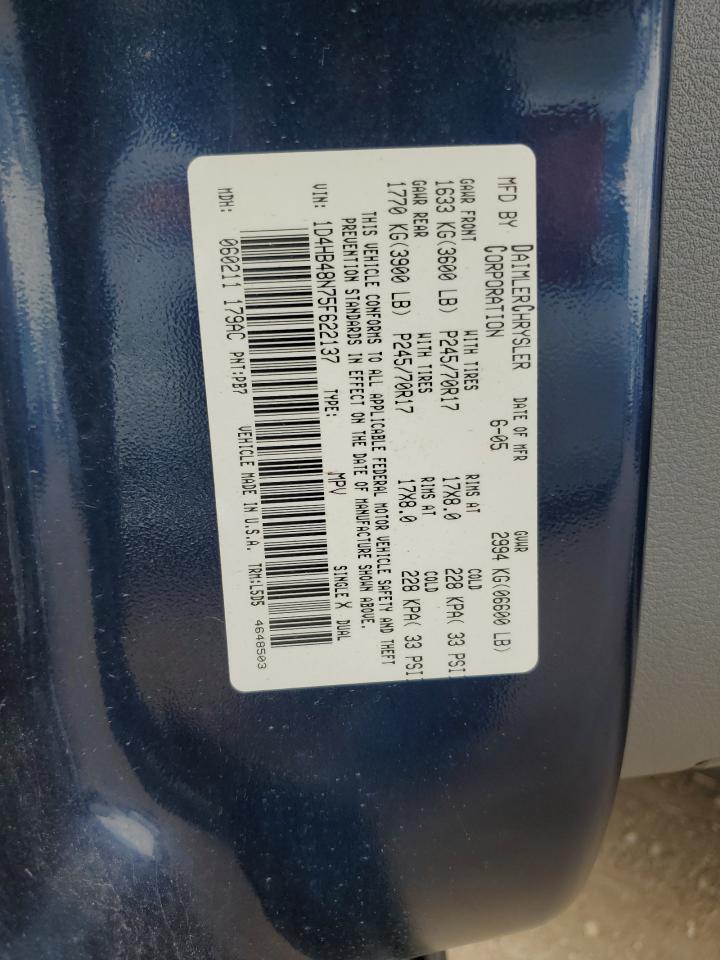 MFD BY DAIMLERCHRYSLER CORPORATION DATE OF MFR 6-05 GVWR 2994 KG(06600 LB)
GAWR FRONT WITH TIRES RIMS AT COLD
1633 KG(3600 LB) P245/70R17 17X8.0 228 KPA( 33 PSI
GAWR REAR WITH TIRES RIMS AT COLD
1770 KG(3900 LB) P245/70R17 17X8.0 228 KPA( 33 PSI
THIS VEHICLE CONFORMS TO ALL APPLICABLE FEDERAL MOTOR VEHICLE SAFETY AND THEFT
PREVENTION STANDARDS IN EFFECT ON THE DATE OF MANUFACTURE SHOWN ABOVE.
VIN: 1D4HB48N75F622137 TYPE: MPV SINGLE X DUAL
MDH: 060211 179AC PNT:PB7 VEHICLE MADE IN U.S.A. TRM:L5D5 4648503